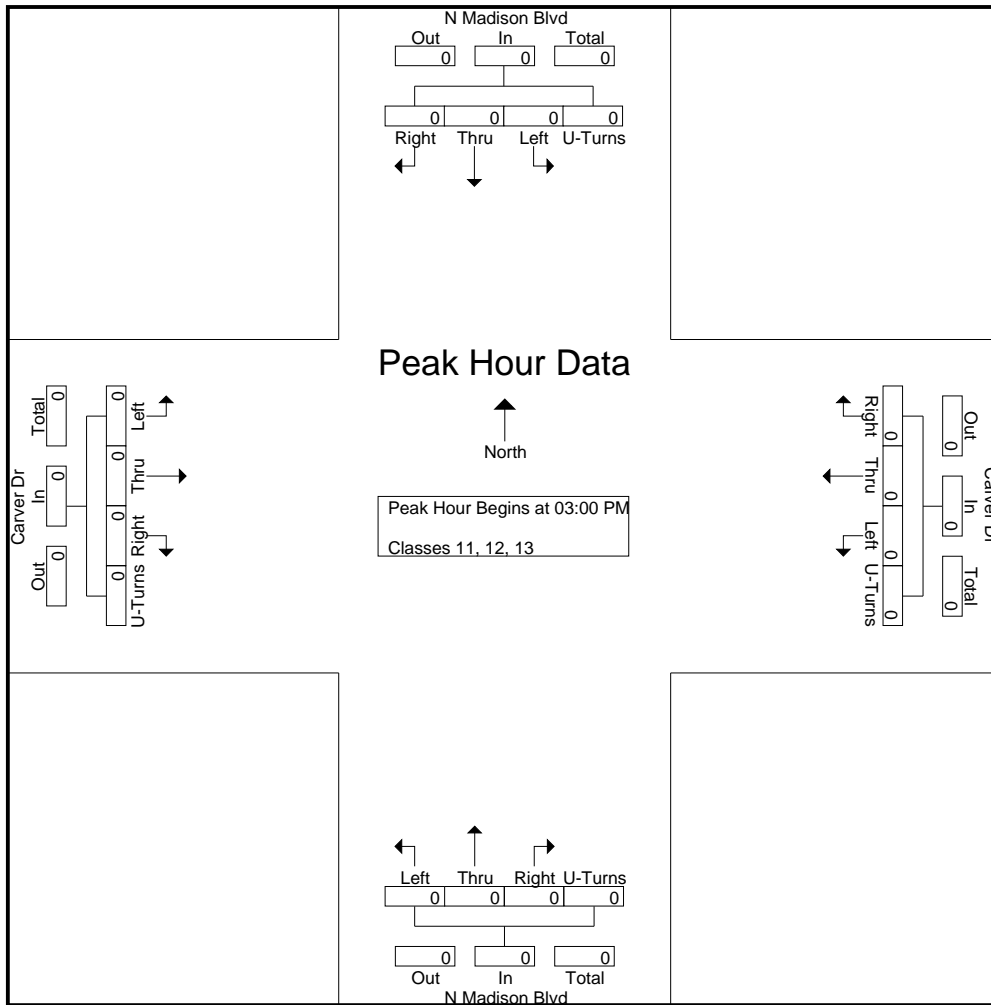 N Madison Blvd
Out In Total
0 0 0
0 0 0 0
Right Thru Left U-Turns
Peak Hour Data
North
Peak Hour Begins at 03:00 PM
Classes 11, 12, 13
Carver Dr
Out In Total
0 0 0
0 0 0 0
U-Turns Right Thru Left
Carver Dr
Out In Total
0 0 0
0 0 0 0
Right Thru Left U-Turns
Left Thru Right U-Turns
0 0 0 0
0 0 0
Out In Total
N Madison Blvd